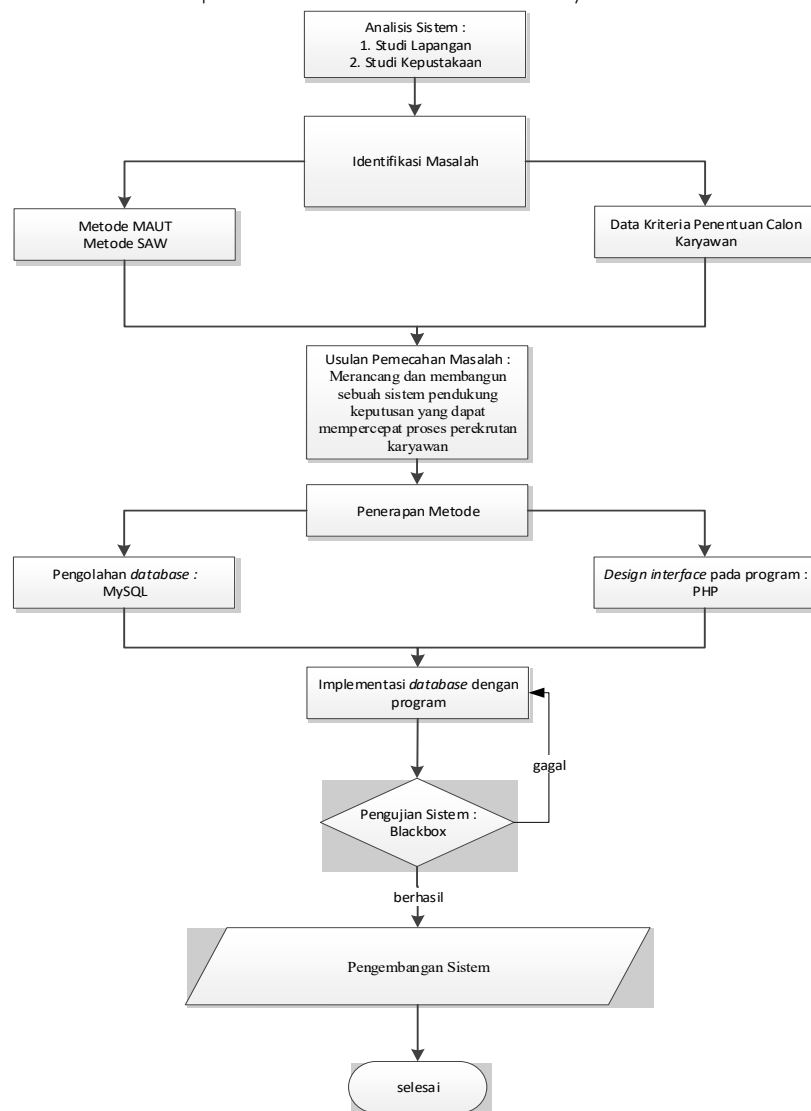 Analisis Sistem :
1. Studi Lapangan
2. Studi Kepustakaan
Identifikasi Masalah
Metode MAUT
Metode SAW
Data Kriteria Penentuan Calon
Karyawan
Usulan Pemecahan Masalah :
Merancang dan membangun
sebuah sistem pendukung
keputusan yang dapat
mempercepat proses perekrutan
karyawan
Penerapan Metode
Pengolahan database :
MySQL
Design interface pada program :
PHP
Implementasi database dengan
program
gagal
Pengujian Sistem :
Blackbox
berhasil
Pengembangan Sistem
selesai